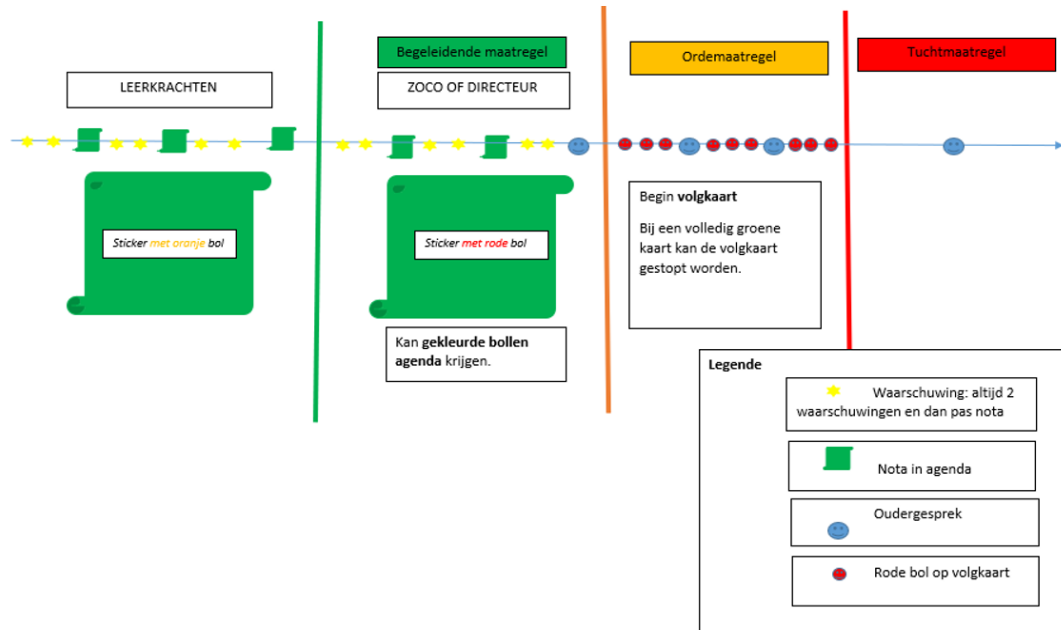 Begeleidende maatregel
Ordemaatregel
Tuchtmaatregel
LEERKRACHTEN
ZOCO OF DIRECTEUR
Sticker met oranje bol
Sticker met rode bol
Kan gekleurde bollen
agenda krijgen.
Begin volgkaart
Bij een volledig groene
kaart kan de volgkaart
gestopt worden.
Legende
Waarschuwing: altijd 2
waarschuwingen en dan pas nota
Nota in agenda
Oudergesprek
Rode bol op volgkaart